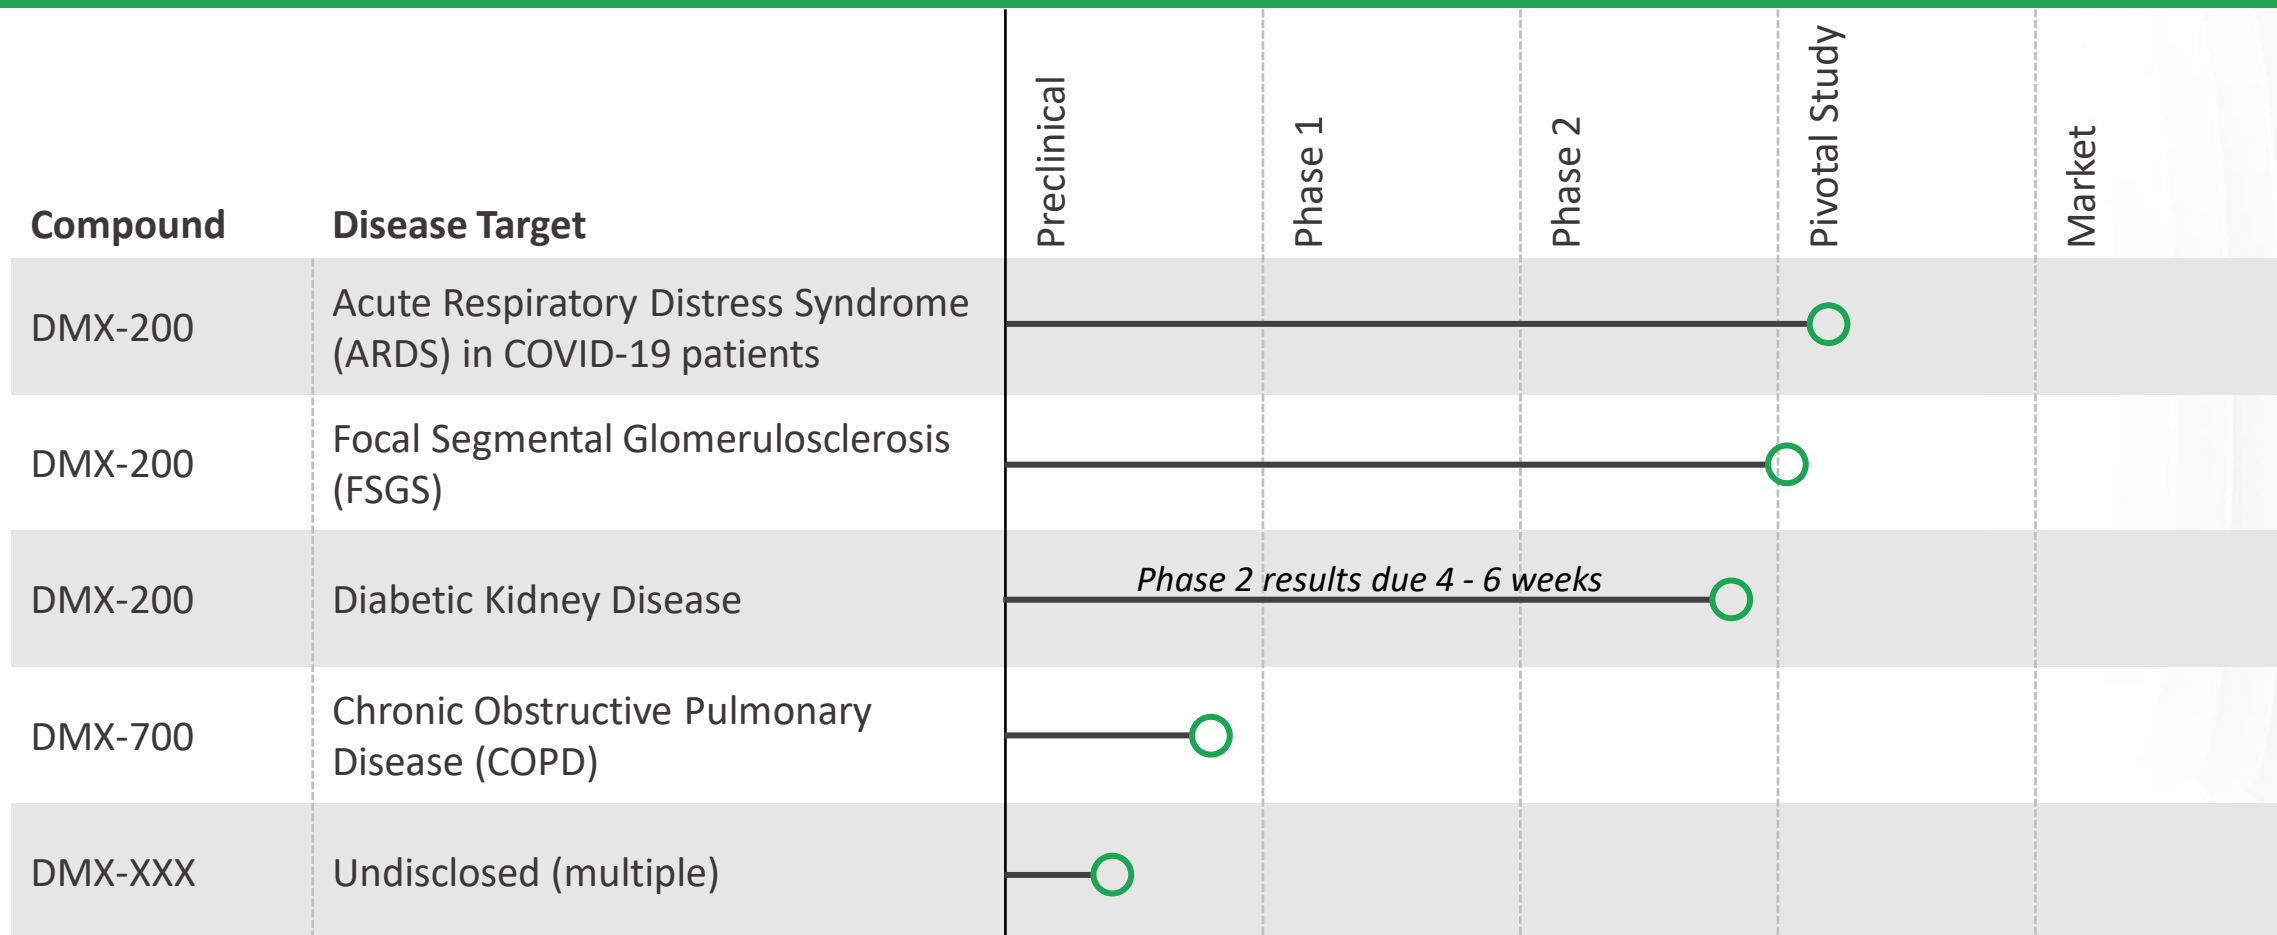 Compound
Disease Target
Preclinical
Phase 1
Phase 2
Pivotal Study
Market
DMX-200
Acute Respiratory Distress Syndrome
(ARDS) in COVID-19 patients
DMX-200
Focal Segmental Glomerulosclerosis
(FSGS)
DMX-200
Diabetic Kidney Disease
Phase 2 results due 4 - 6 weeks
DMX-700
Chronic Obstructive Pulmonary
Disease (COPD)
DMX-XXX
Undisclosed (multiple)